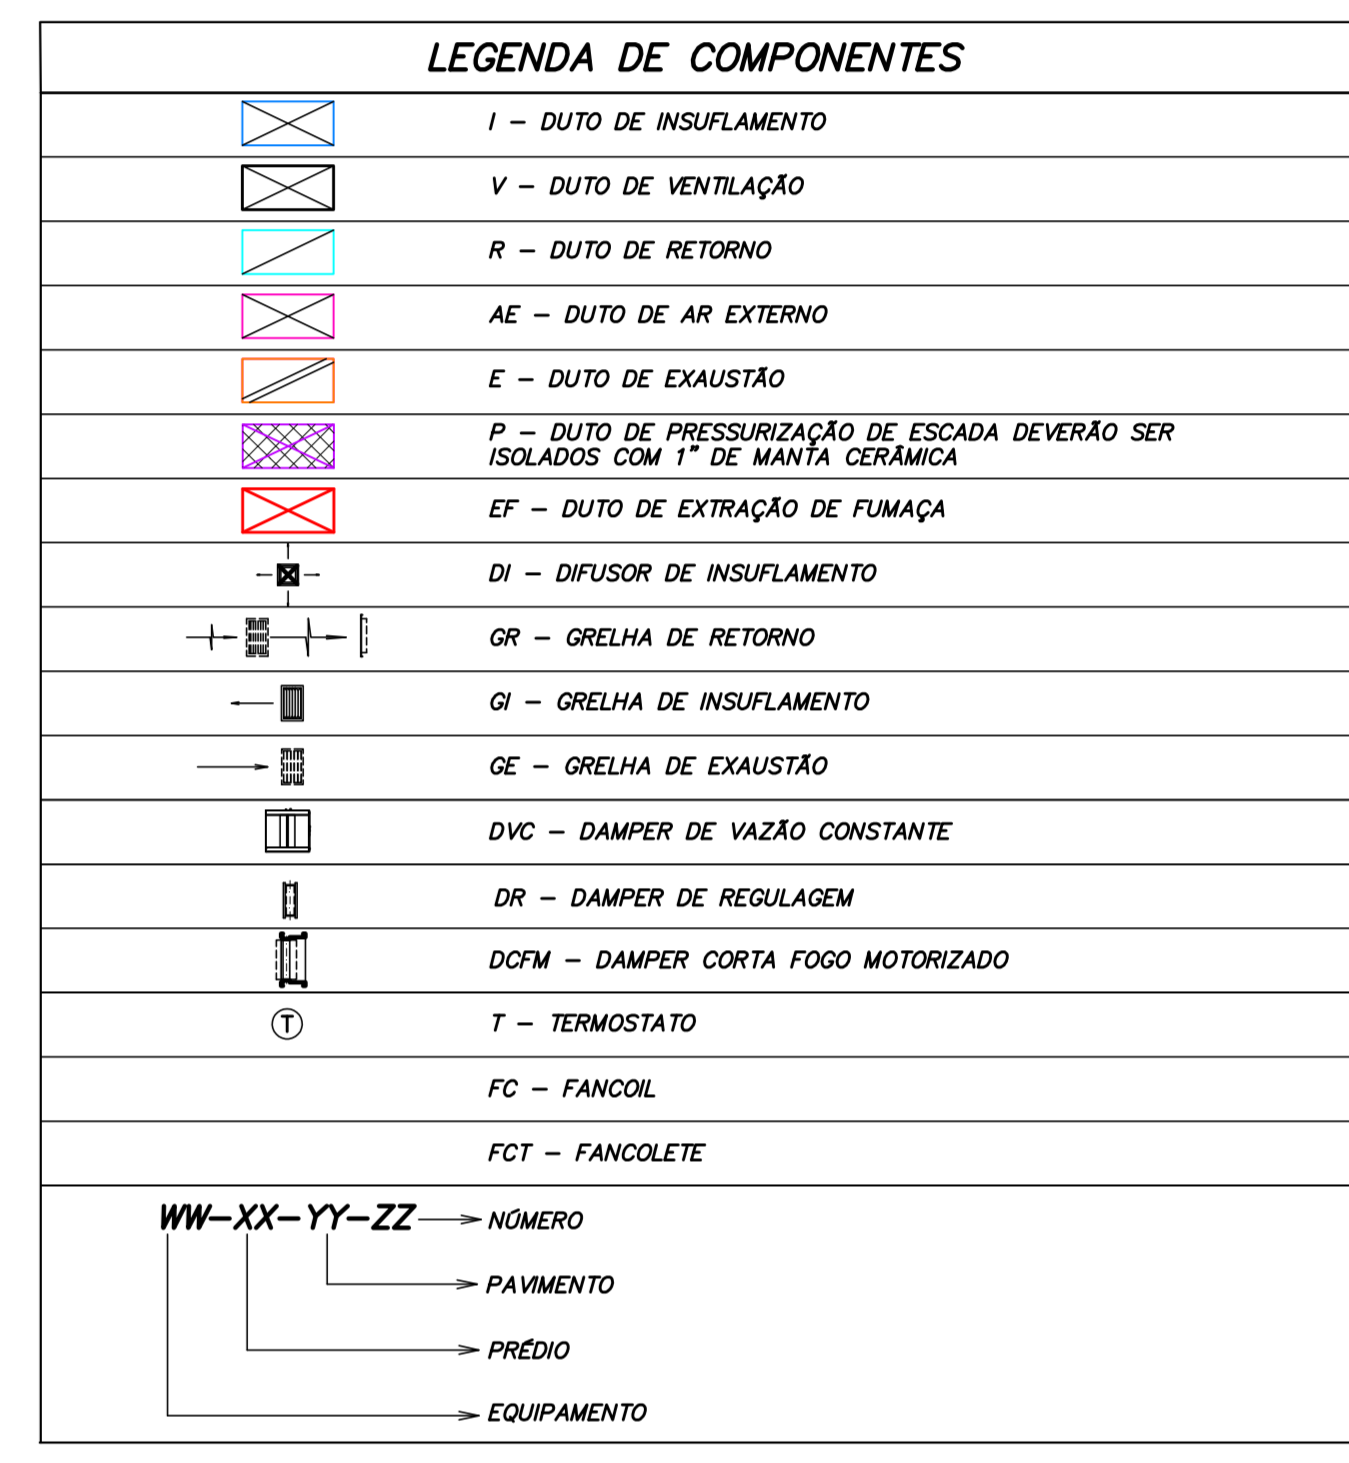 LEGENDA DE COMPONENTES
I – DUTO DE INSUFLAMENTO
V – DUTO DE VENTILAÇÃO
R – DUTO DE RETORNO
AE – DUTO DE AR EXTERNO
E – DUTO DE EXAUSTÃO
P – DUTO DE PRESSURIZAÇÃO DE ESCADA DEVERÃO SER
ISOLADOS COM 1" DE MANTA CERÂMICA
EF – DUTO DE EXTRAÇÃO DE FUMAÇA
DI – DIFUSOR DE INSUFLAMENTO
GR – GRELHA DE RETORNO
GI – GRELHA DE INSUFLAMENTO
GE – GRELHA DE EXAUSTÃO
DVC – DAMPER DE VAZÃO CONSTANTE
DR – DAMPER DE REGULAGEM
DCFM – DAMPER CORTA FOGO MOTORIZADO
T T – TERMOSTATO
FC – FANCOIL
FCT – FANCOLETE
WW–XX–YY–ZZ NÚMERO
PAVIMENTO
PRÉDIO
EQUIPAMENTO